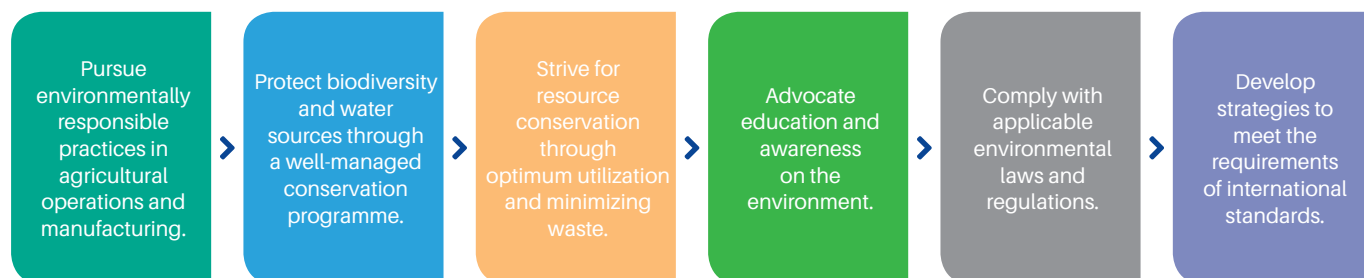 Pursue
environmentally
responsible
practices in
agricultural
operations and
manufacturing.
Protect biodiversity
and water
sources through
a well-managed
conservation
programme.
Strive for
resource
conservation
through
optimum utilization
and minimizing
waste.
Advocate
education and
awareness
on the
environment.
Comply with
applicable
environmental
laws and
regulations.
Develop
strategies to
meet the
requirements
of international
standards.